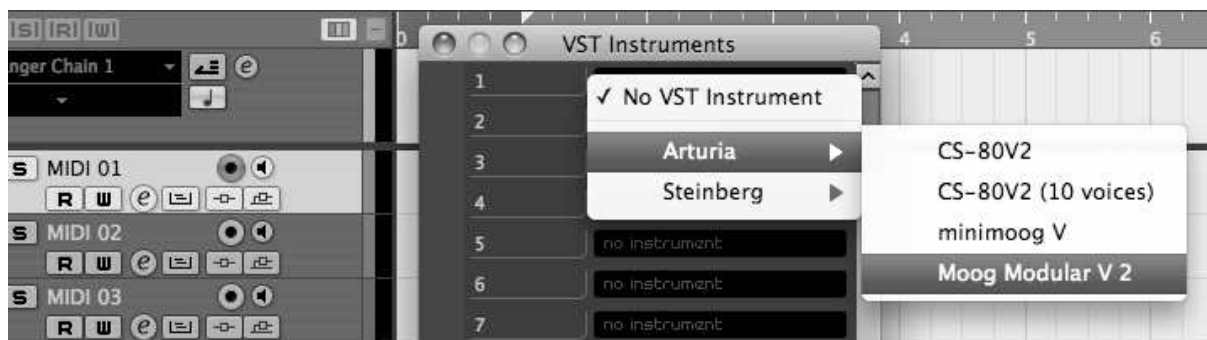 S R W
0 4 5 6
VST Instruments
nger Chain 1 e
1
✓ No VST Instrument
2
3
Arturia
CS-80V2
S MIDI 01
R W e
4
Steinberg
CS-80V2 (10 voices)
S MIDI 02
R W e
5 no instrument
minimoog V
6 no instrument
Moog Modular V 2
S MIDI 03
R W e
7 no instrument